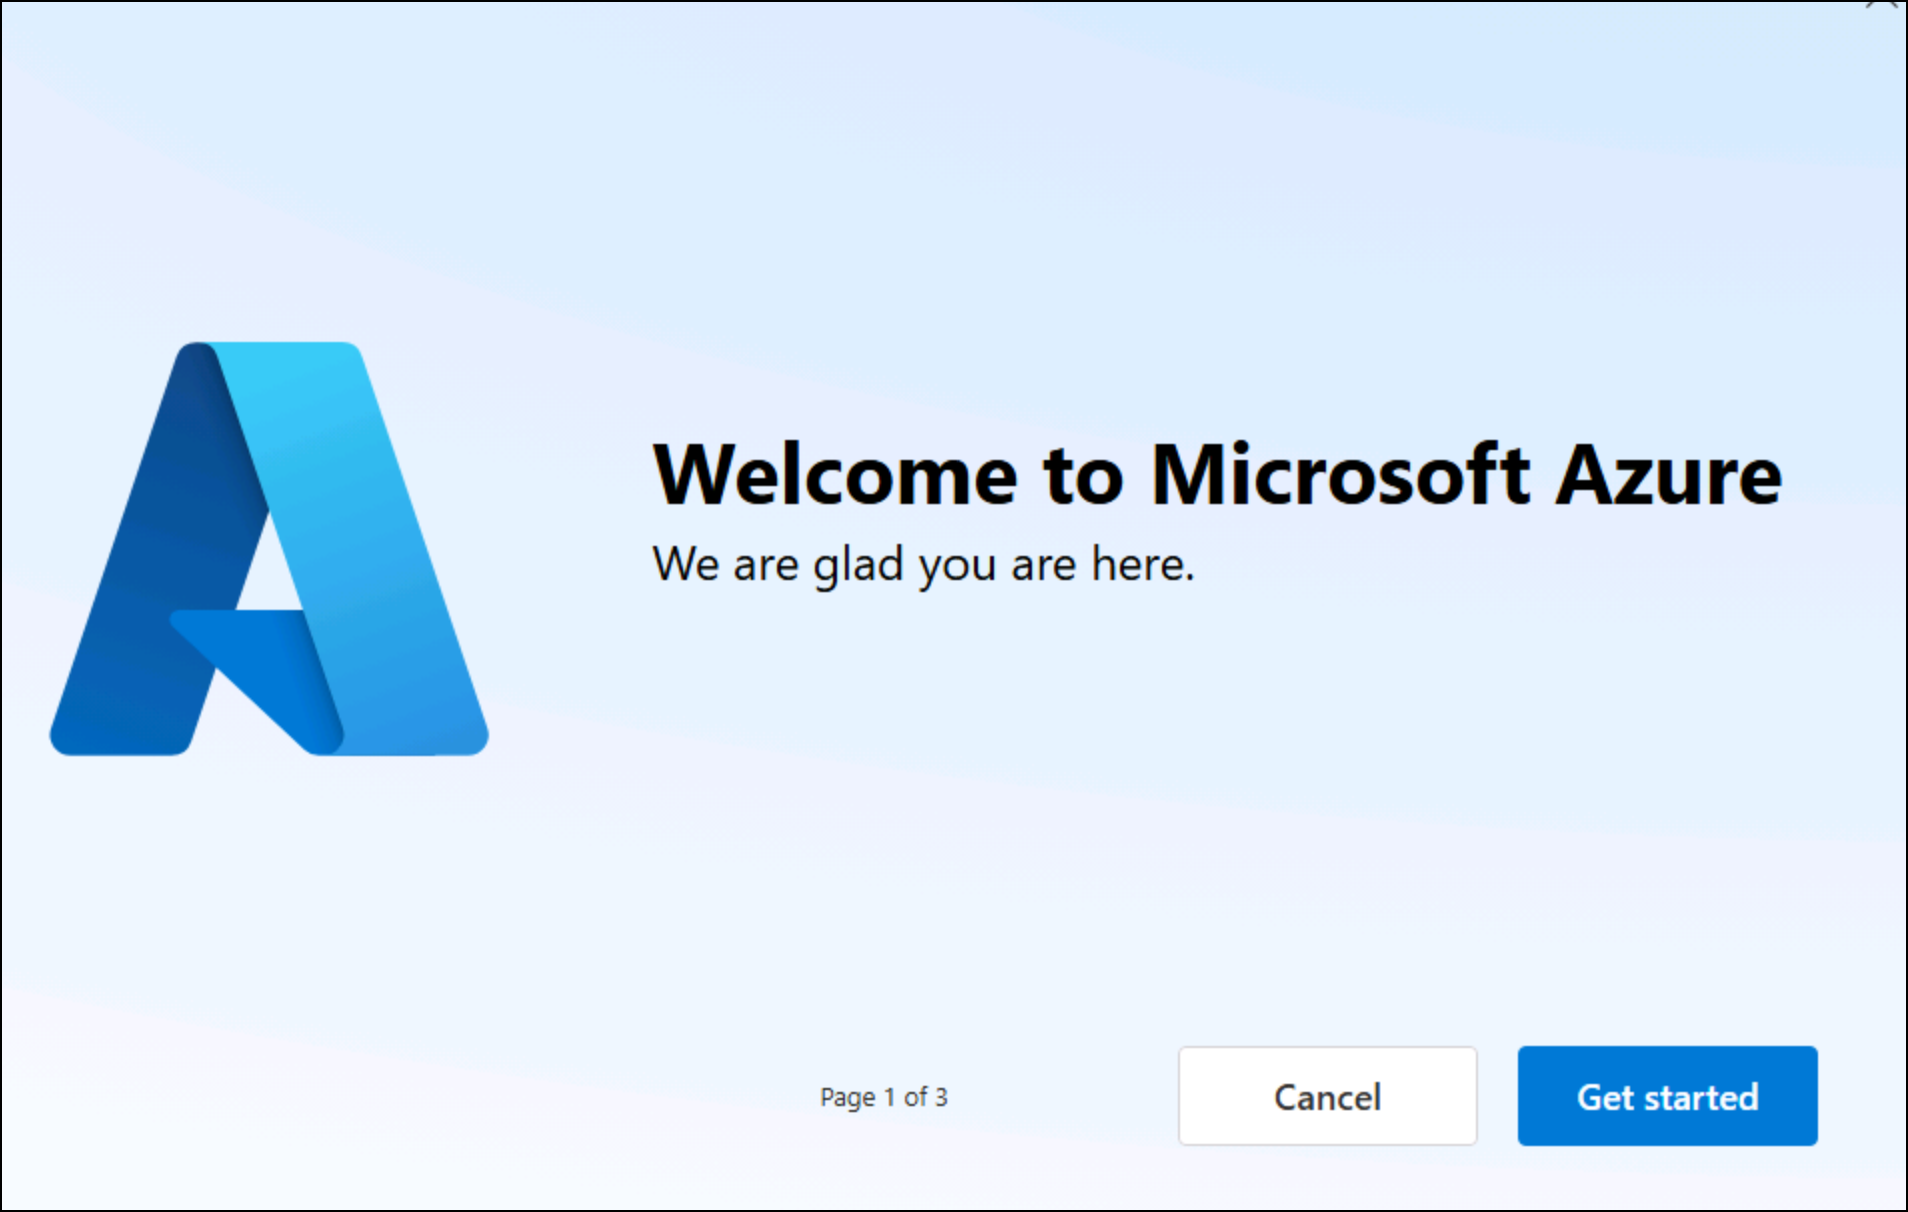 Welcome to Microsoft Azure
We are glad you are here.
Page 1 of 3
Cancel
Get started